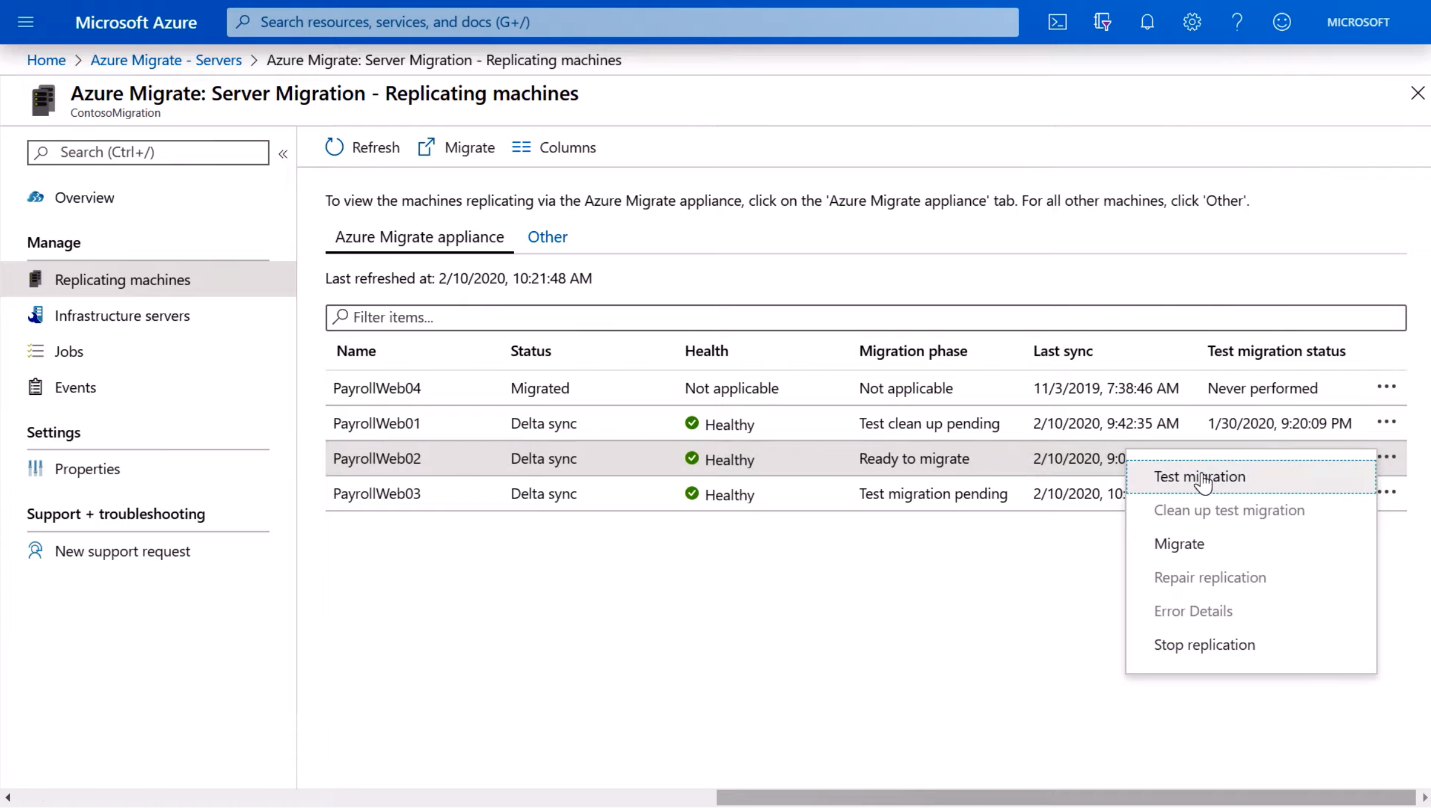 Microsoft Azure
Search resources, services, and docs (G+/)
MICROSOFT
Home > Azure Migrate - Servers > Azure Migrate: Server Migration - Replicating machines
Azure Migrate: Server Migration - Replicating machines
ContosoMigration
Search (Ctrl+/)
«
Overview
Manage
Replicating machines
Infrastructure servers
Jobs
Events
Settings
Properties
Support + troubleshooting
New support request
Refresh Migrate Columns
To view the machines replicating via the Azure Migrate appliance, click on the 'Azure Migrate appliance' tab. For all other machines, click 'Other'.
Azure Migrate appliance Other
Last refreshed at: 2/10/2020, 10:21:48 AM
Filter items...
Name Status Health Migration phase Last sync Test migration status
PayrollWeb04 Migrated Not applicable Not applicable 11/3/2019, 7:38:46 AM Never performed
PayrollWeb01 Delta sync Healthy Test clean up pending 2/10/2020, 9:42:35 AM 1/30/2020, 9:20:09 PM
PayrollWeb02 Delta sync Healthy Ready to migrate 2/10/2020, 9:0
PayrollWeb03 Delta sync Healthy Test migration pending 2/10/2020, 10:
Test migration
Clean up test migration
Migrate
Repair replication
Error Details
Stop replication